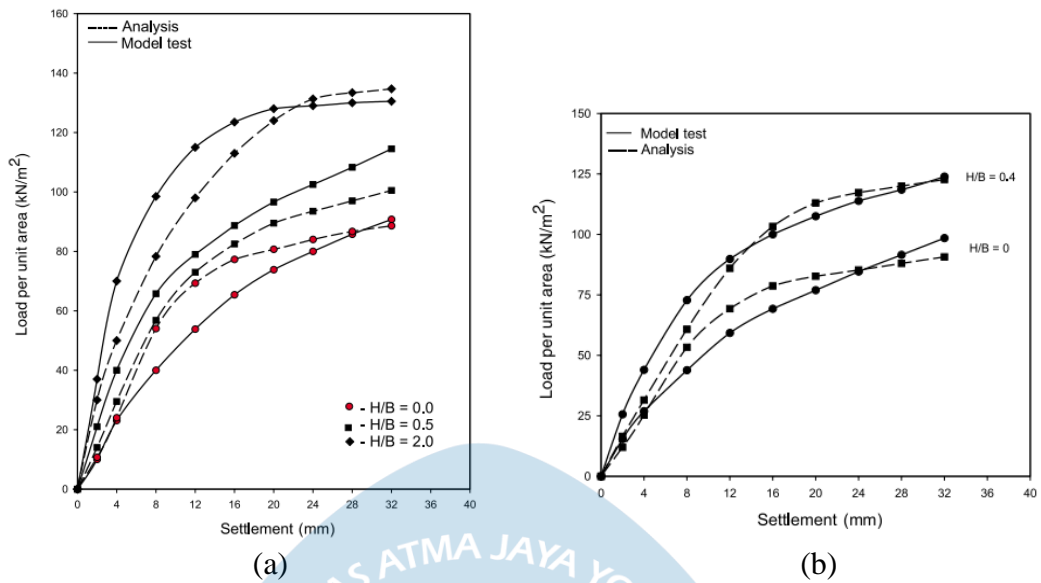 160
140
120
100
80
60
40
20
0
Load per unit area (kN/m²)
Analysis
Model test
- H/B = 0.0
- H/B = 0.5
- H/B = 2.0
0 4 8 12 16 20 24 28 32 36 40
Settlement (mm)
(a)
150
125
100
75
50
25
0
Load per unit area (kN/m²)
Model test
Analysis
H/B = 0.4
H/B = 0
0 4 8 12 16 20 24 28 32 36 40
Settlement (mm)
(b)
AS ATMA JAYA YO